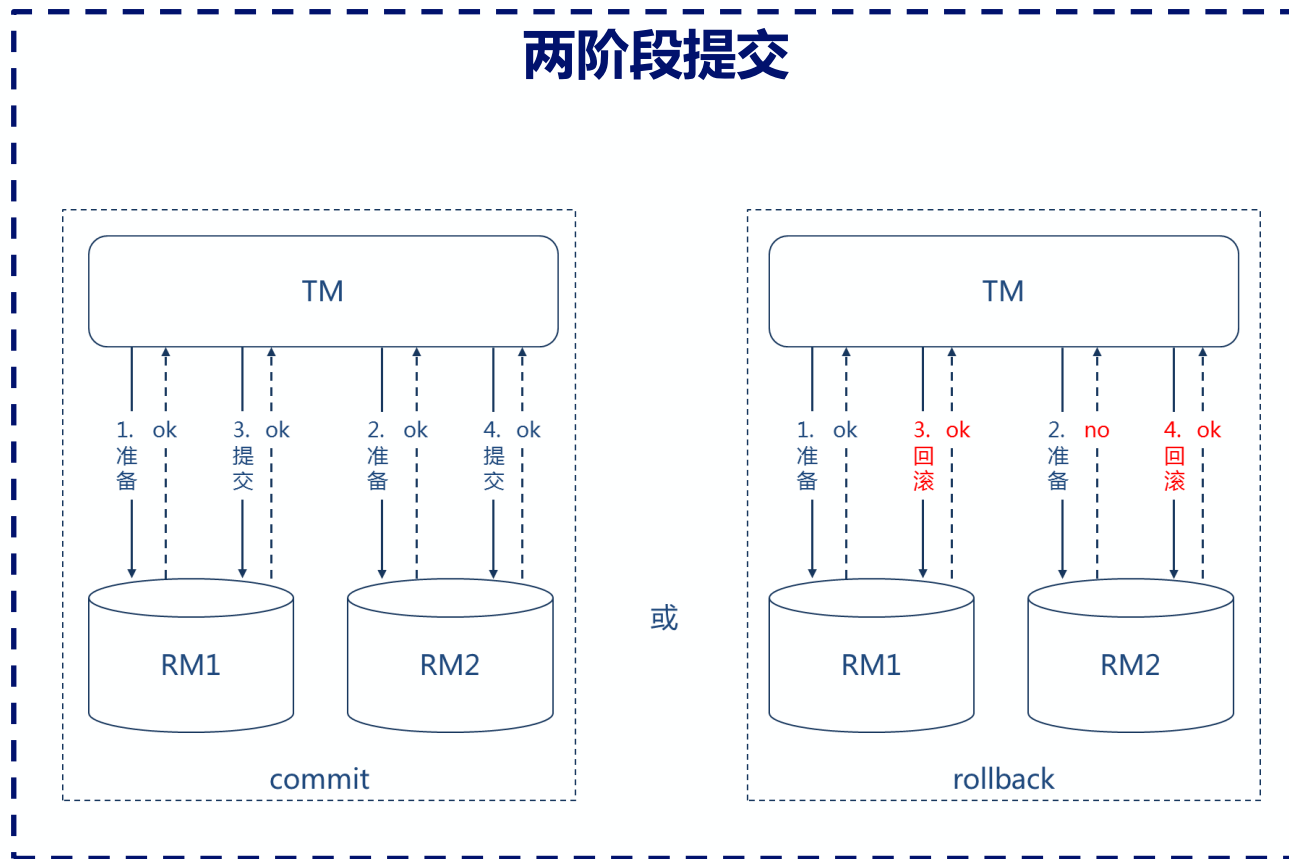 两阶段提交
TM
1. ok 3. ok 2. ok 4. ok
准 提 准 提
备 交 备 交
RM1 RM2
commit
或
TM
1. ok 3. ok 2. no 4. ok
准 回 准 回
备 滚 备 滚
RM1 RM2
rollback